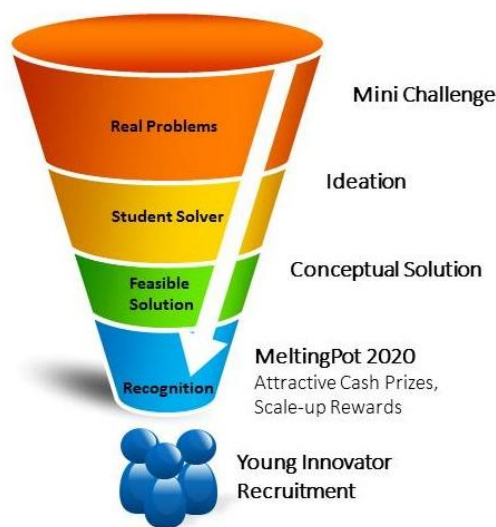 Mini Challenge
Real Problems
Ideation
Student Solver
Conceptual Solution
Feasible
Solution
MeltingPot 2020
Attractive Cash Prizes,
Scale-up Rewards
Recognition
Young Innovator
Recruitment